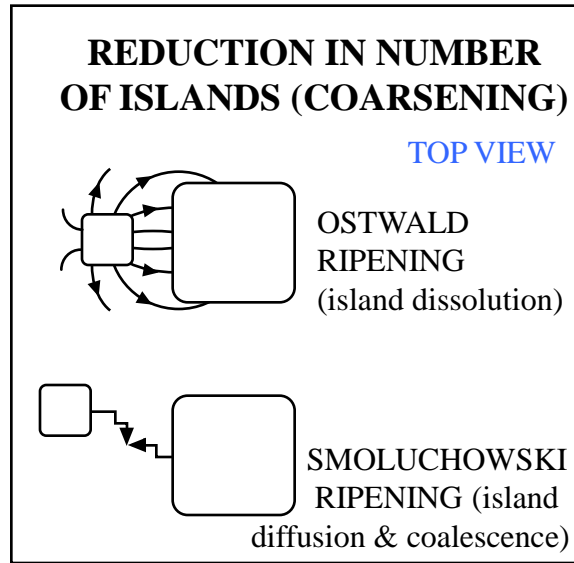 REDUCTION IN NUMBER
OF ISLANDS (COARSENING)
TOP VIEW
OSTWALD
RIPENING
(island dissolution)
SMOLUCHOWSKI
RIPENING (island
diffusion & coalescence)